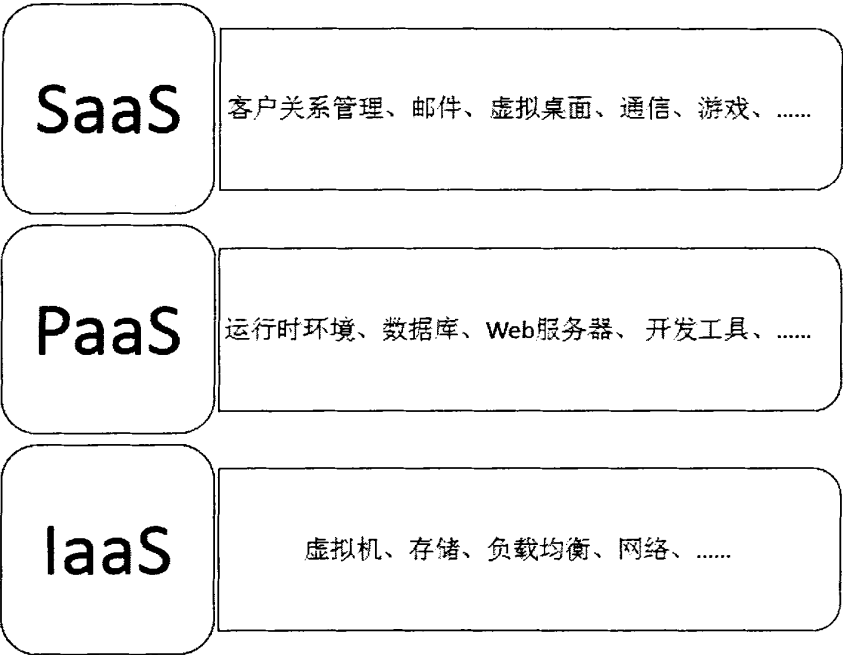 SaaS
客户关系管理、邮件、虚拟桌面、通信、游戏、......
PaaS
运行时环境、数据库、Web服务器、 开发工具、......
IaaS
虚拟机、存储、负载均衡、网络、......